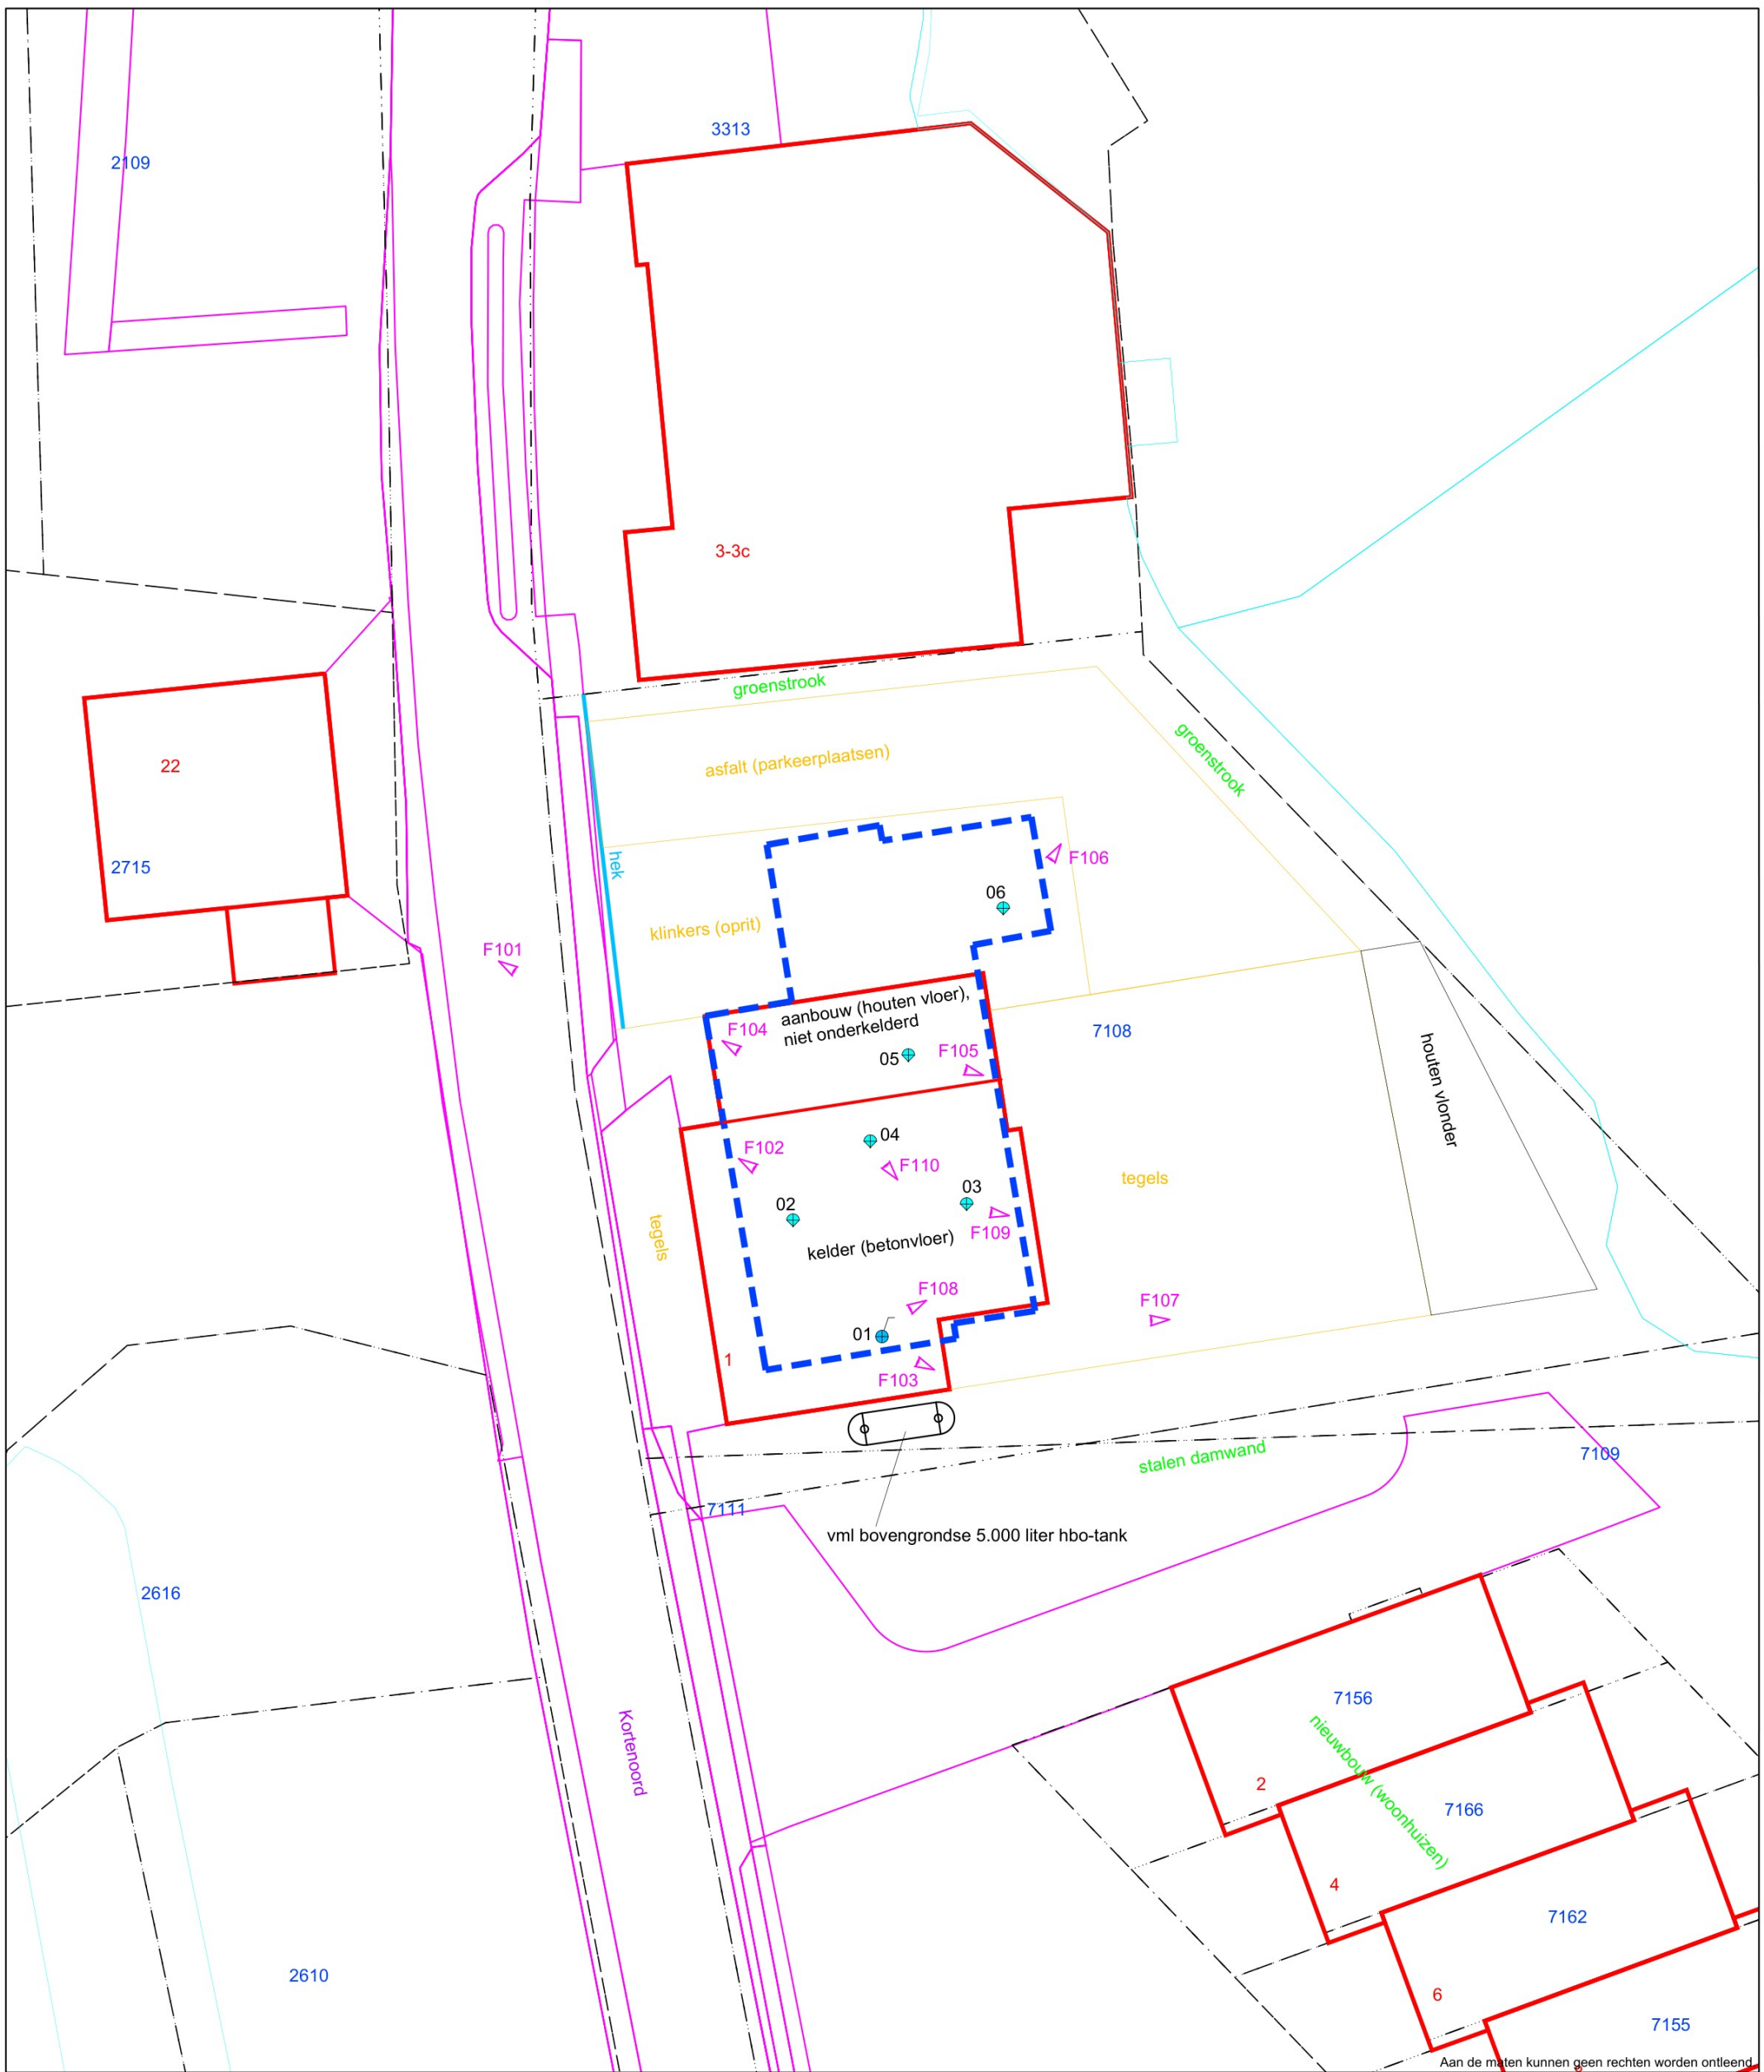 3313
2109
3-3c
groenstrook
groenstrook
asfalt (parkeerplaatsen)
22
2715
hek
F106
06
klinkers (oprit)
F101
aanbouw (houten vloer),
niet onderkelderd
F104
05
F105
7108
houten vlonder
04
F102
F110
02
03
F109
tegels
tegels
kelder (betonvloer)
F108
F107
01
1
F103
stalen damwand
7109
7111
vml bovengrondse 5.000 liter hbo-tank
2616
Kortenoord
7156
nieuwbouw (woonhuizen)
2
7166
4
7162
2610
6
7155
Aan de maten kunnen geen rechten worden ontleend